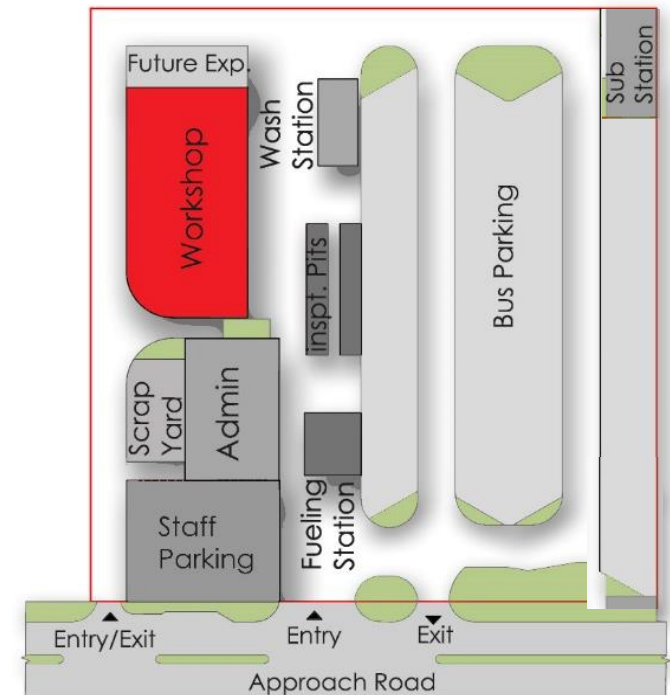 Future Exp.
Workshop
Wash
Station
Sub
Station
inspt. Pits
Bus Parking
Scrap
Yard
Admin
Staff
Parking
Fueling
Station
Entry/Exit
Entry
Exit
Approach Road